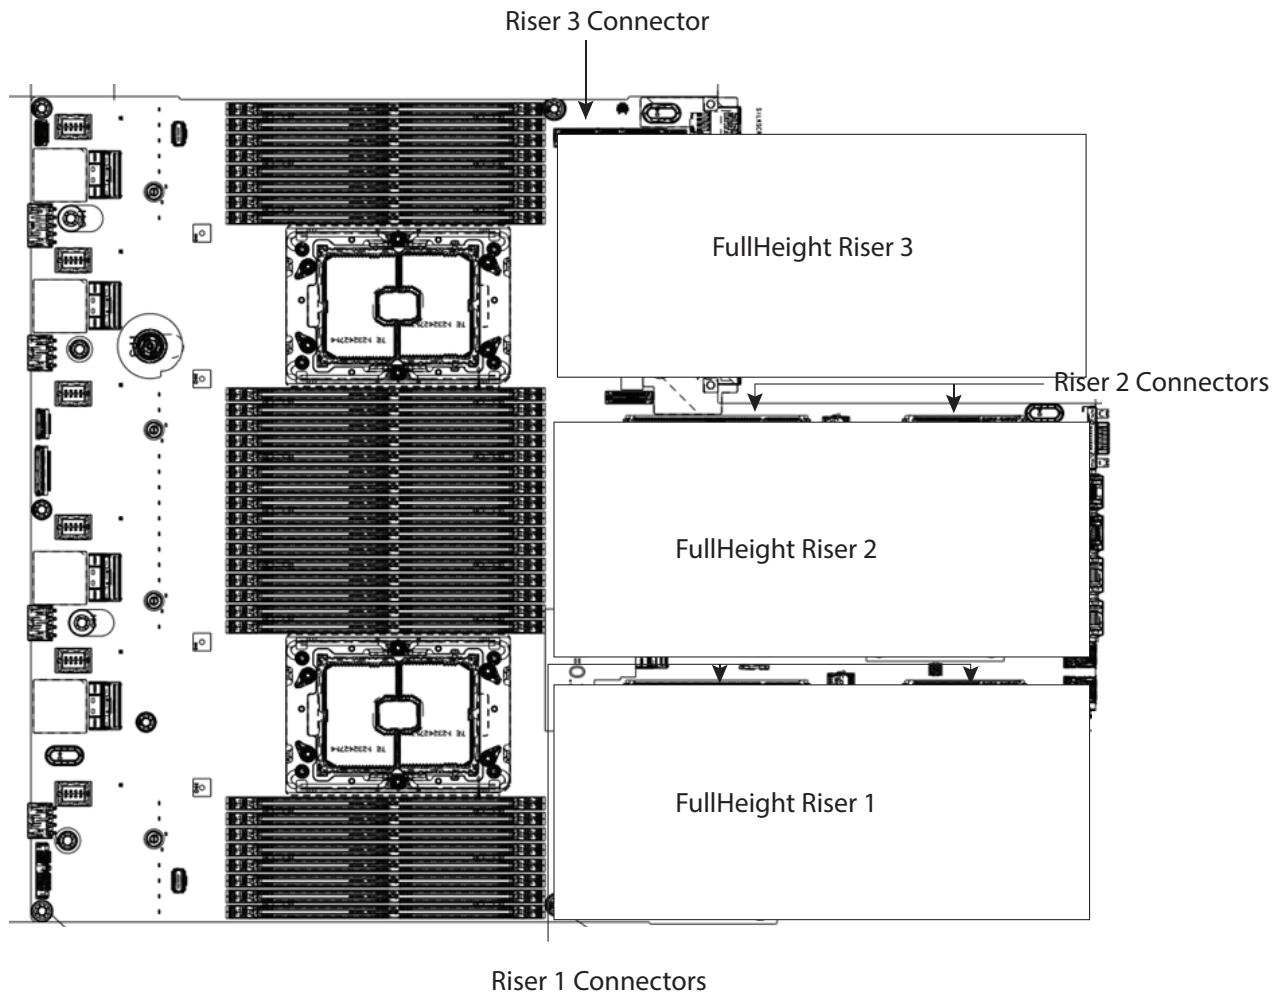 Riser 3 Connector
FullHeight Riser 3
Riser 2 Connectors
FullHeight Riser 2
FullHeight Riser 1
Riser 1 Connectors